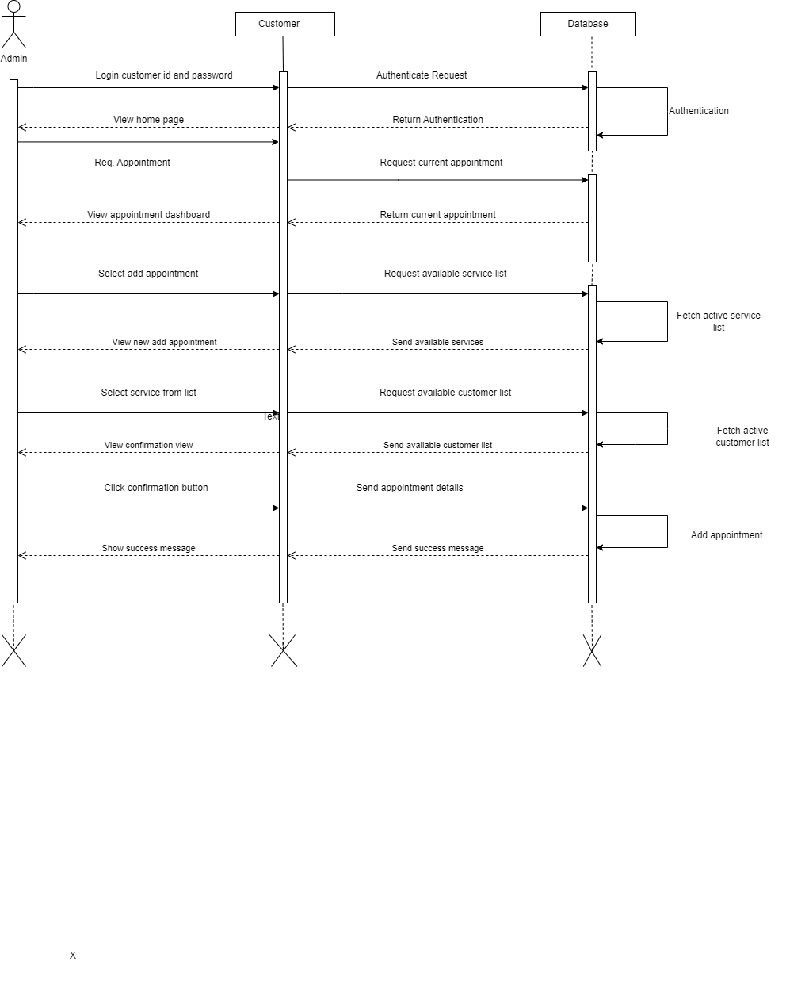 Customer
Database
Admin
Login customer id and password
Authenticate Request
Authentication
View home page
Return Authentication
Req. Appointment
Request current appointment
View appointment dashboard
Return current appointment
Select add appointment
Request available service list
Fetch active service
list
View new add appointment
Send available services
Select service from list
Request available customer list
Text
Fetch active
customer list
View confirmation view
Send available customer list
Click confirmation button
Send appointment details
Add appointment
Show success message
Send success message
X